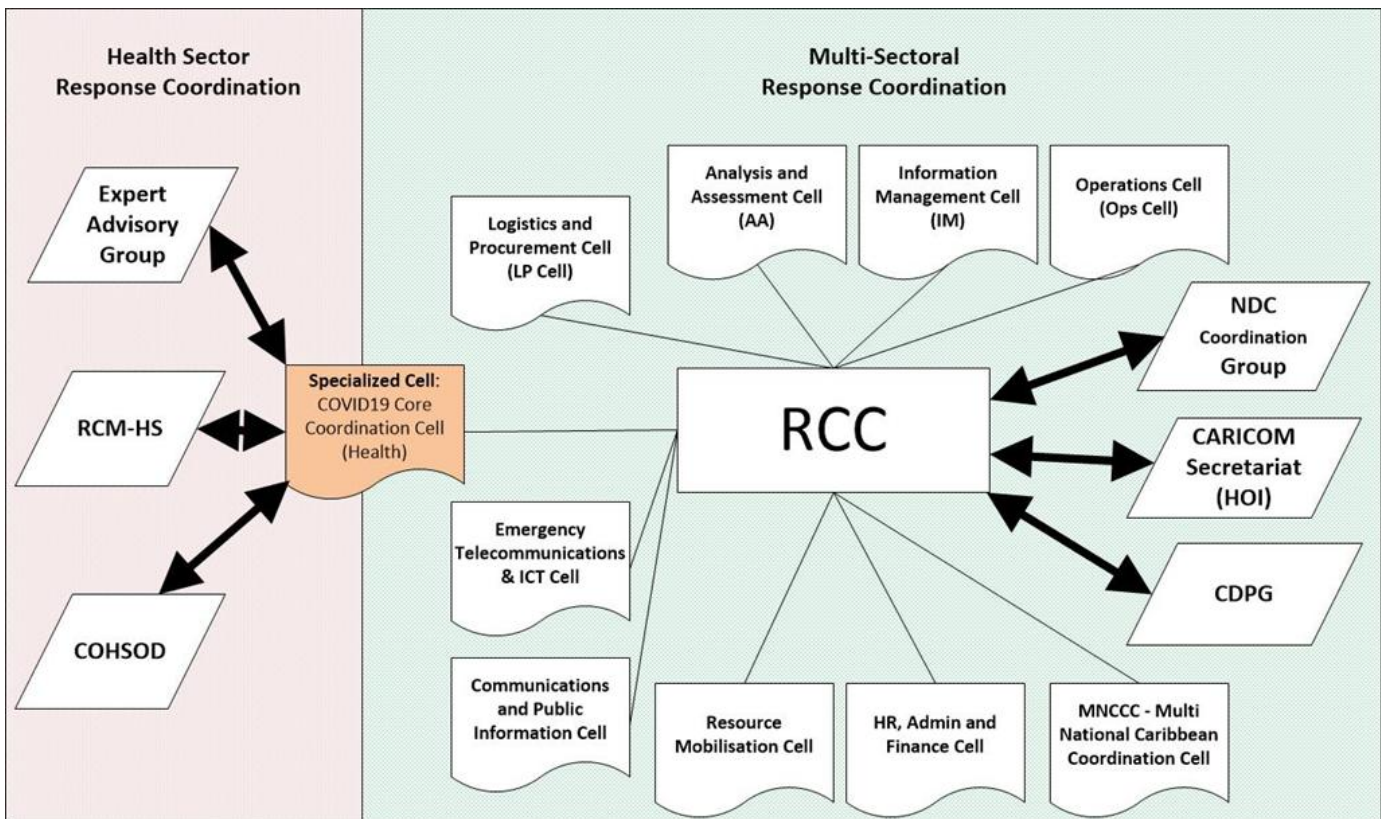 Health Sector
Response Coordination
Multi-Sectoral
Response Coordination
Expert
Advisory
Group
RCM-HS
COHSOD
Specialized Cell:
COVID19 Core
Coordination Cell
(Health)
Logistics and
Procurement Cell
(LP Cell)
Analysis and
Assessment Cell
(AA)
Information
Management Cell
(IM)
Operations Cell
(Ops Cell)
RCC
NDC
Coordination
Group
CARICOM
Secretariat
(HOI)
CDPG
Emergency
Telecommunications
& ICT Cell
Communications
and Public
Information Cell
Resource
Mobilisation Cell
HR, Admin and
Finance Cell
MNCCC - Multi
National Caribbean
Coordination Cell